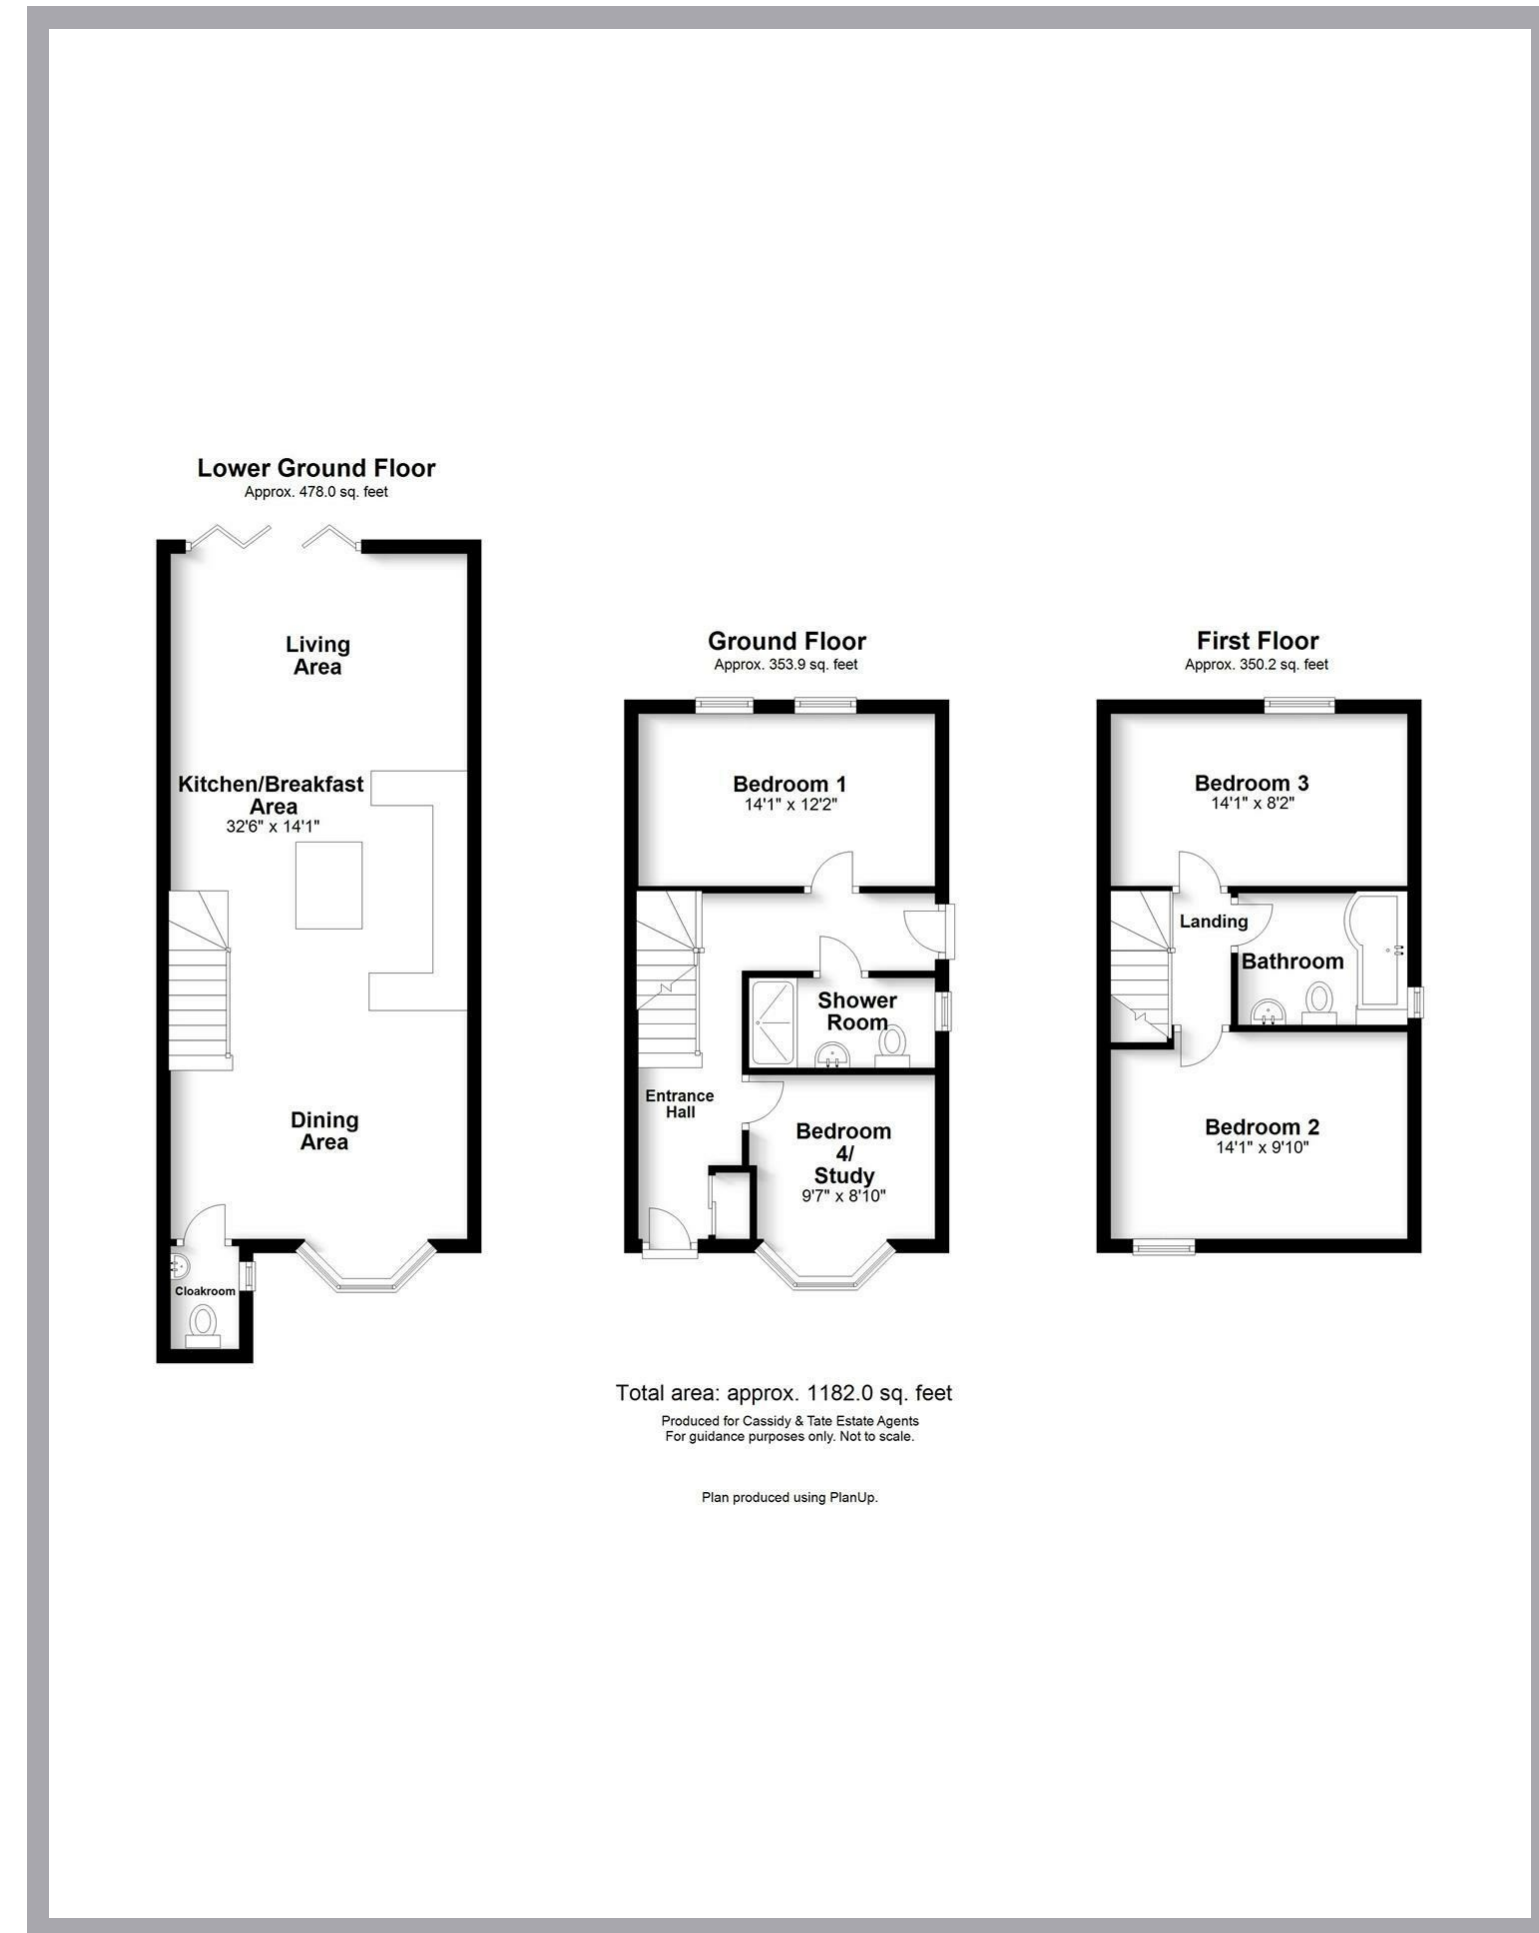 Lower Ground Floor
Approx. 478.0 sq. feet
Living
Area
Kitchen/Breakfast
Area
32'6" x 14'1"
Dining
Area
Cloakroom
Ground Floor
Approx. 353.9 sq. feet
Bedroom 1
14'1" x 12'2"
Shower
Room
Entrance
Hall
Bedroom
4/
Study
9'7" x 8'10"
First Floor
Approx. 350.2 sq. feet
Bedroom 3
14'1" x 8'2"
Landing
Bathroom
Bedroom 2
14'1" x 9'10"
Total area: approx. 1182.0 sq. feet
Produced for Cassidy & Tate Estate Agents
For guidance purposes only. Not to scale.
Plan produced using PlanUp.